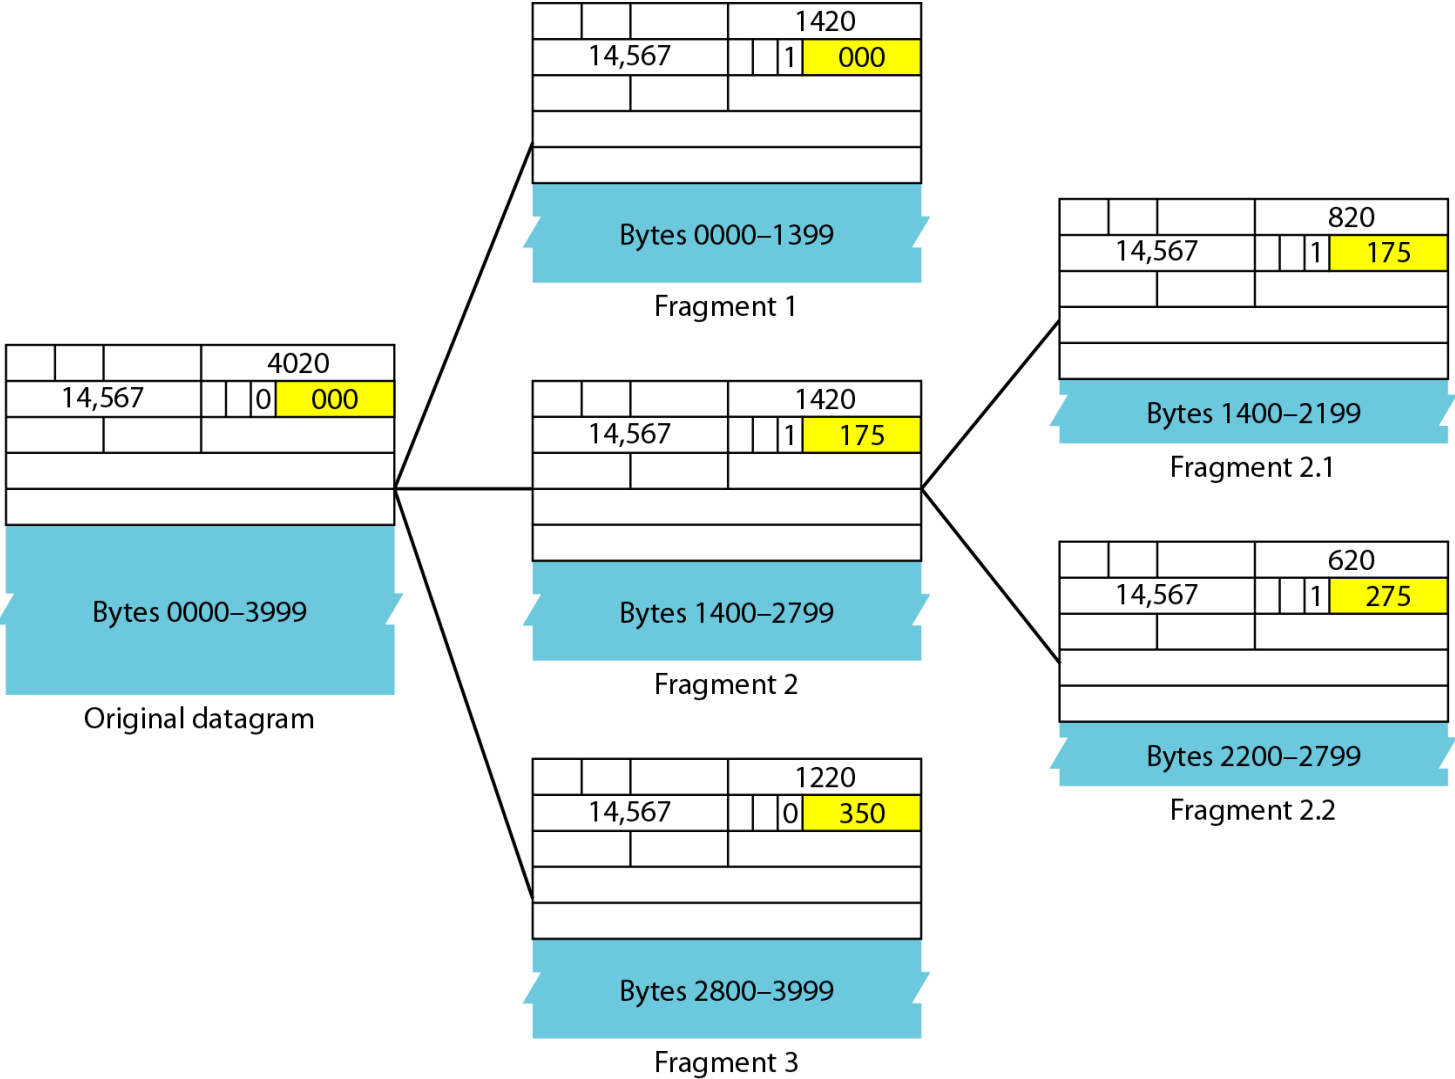 4020
14,567 0 000
Bytes 0000–3999
Original datagram
1420
14,567 1 000
Bytes 0000–1399
Fragment 1
1420
14,567 1 175
Bytes 1400–2799
Fragment 2
1220
14,567 0 350
Bytes 2800–3999
Fragment 3
820
14,567 1 175
Bytes 1400–2199
Fragment 2.1
620
14,567 1 275
Bytes 2200–2799
Fragment 2.2